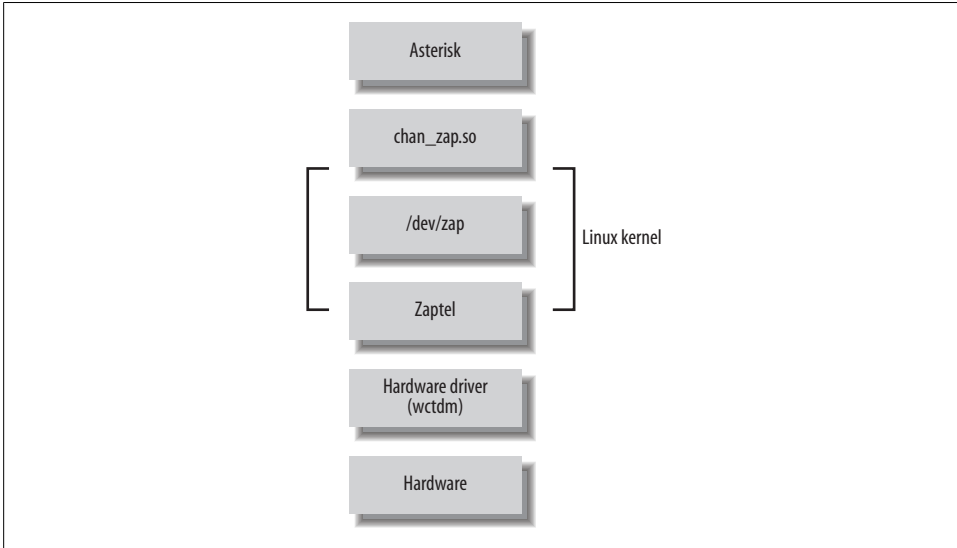 Asterisk
chan_zap.so
/dev/zap
Linux kernel
Zaptel
Hardware driver
(wctdm)
Hardware